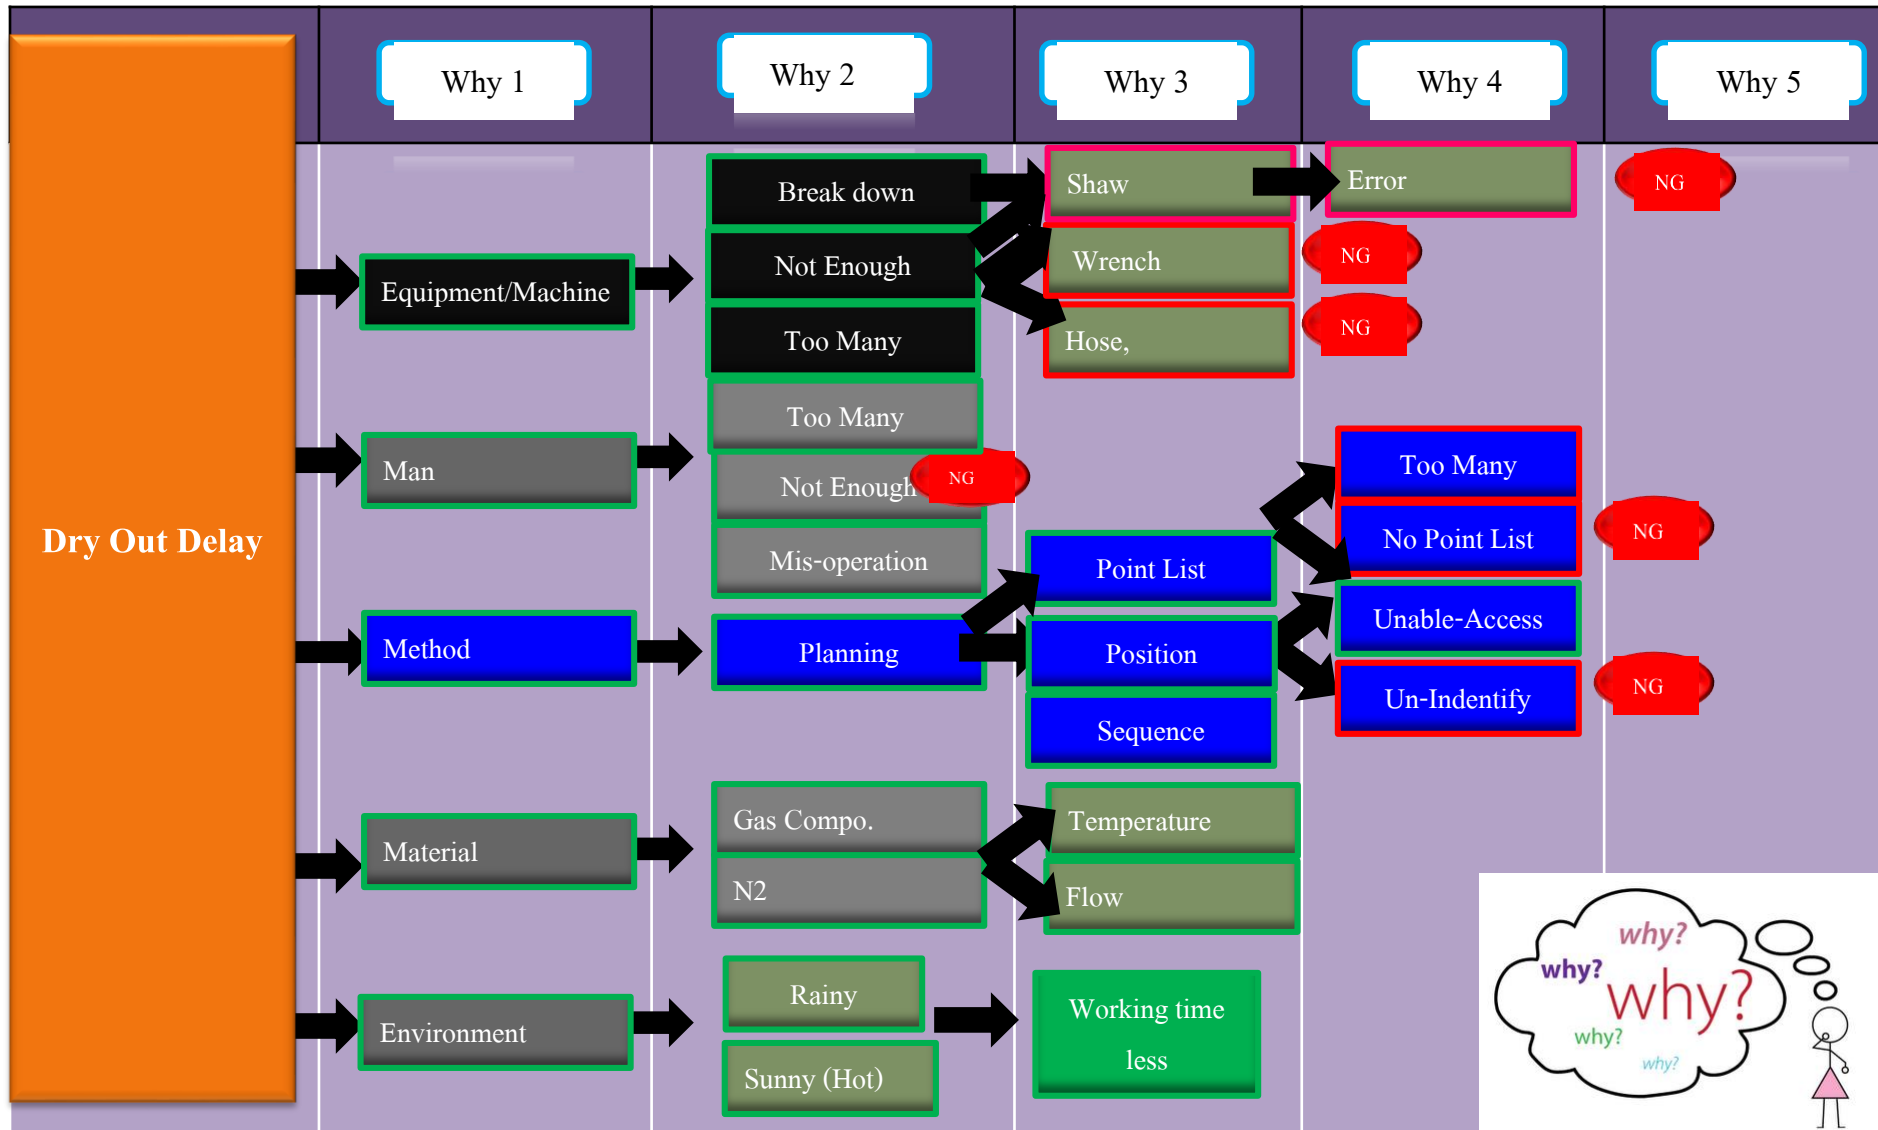 Why 1
Why 2
Why 3
Why 4
Why 5
Dry Out Delay
Equipment/Machine
Break down
Not Enough
Too Many
Shaw
Wrench
Hose,
Error
NG
NG
NG
Man
Too Many
Not Enough
NG
Mis-operation
Method
Planning
Point List
Position
Sequence
Too Many
No Point List
Unable-Access
Un-Indentify
NG
NG
Material
Gas Compo.
N2
Temperature
Flow
Environment
Rainy
Sunny (Hot)
Working time
less
why?
why?
why?
why?
why?